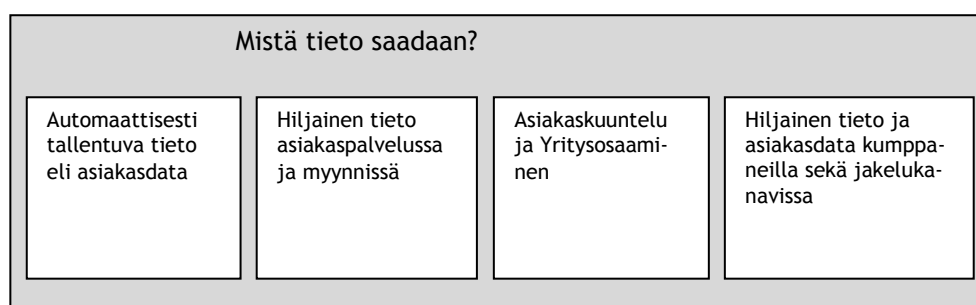 Mistä tieto saadaan?
Automaattisesti
tallentuva tieto
eli asiakasdata
Hiljainen tieto
asiakaspalvelussa
ja myynnissä
Asiakaskuuntelu
ja Yritysosaami-
nen
Hiljainen tieto ja
asiakasdata kumppa-
neilla sekä jakeluka-
navissa